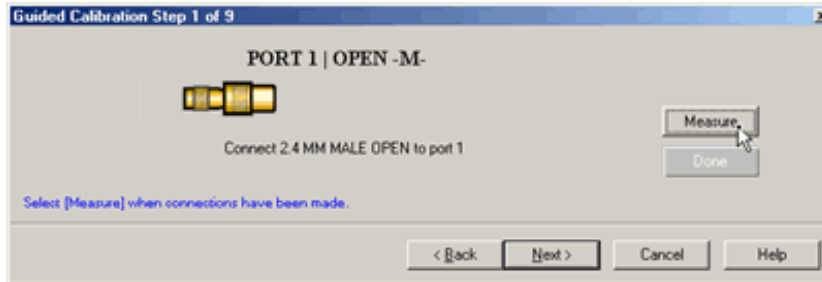 Guided Calibration Step 1 of 9
PORT 1 | OPEN -M-
Connect 2.4 MM MALE OPEN to port 1
Measure
Done
Select [Measure] when connections have been made.
< Back
Next >
Cancel
Help